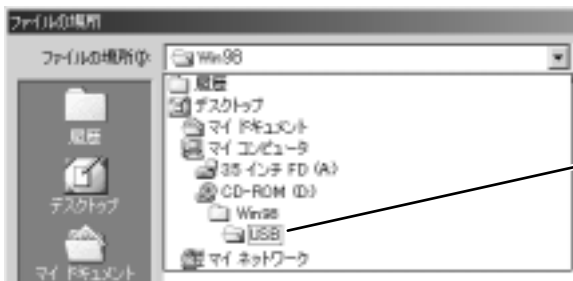 ファイルの場所
ファイルの場所(I):
Win98
履歴
デスクトップ
マイ ドキュメント
マイ コンピュータ
3.5 インチ FD (A:)
CD-ROM (D:)
Win98
USB
マイ ネットワーク
履歴
デスクトップ
マイ ドキュメント